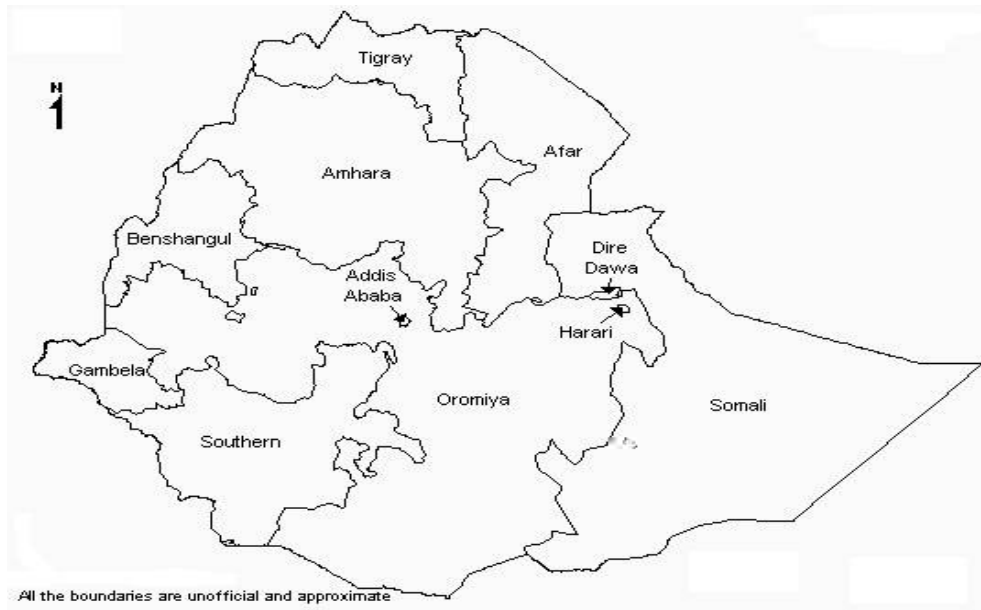 Tigray
N
Afar
Amhara
Benshangul
Dire
Dawa
Addis
Ababa
Harari
Gambela
Oromiya
Somali
Southern
All the boundaries are unofficial and approximate